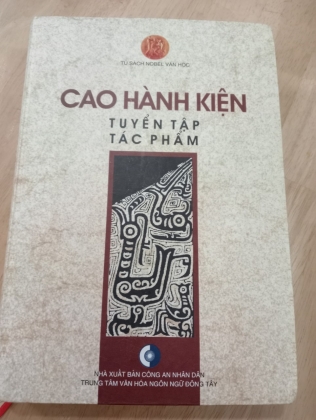 TỦ SÁCH NOBEL VĂN HỌC
CAO HÀNH KIỆN
TUYỂN TẬP
TÁC PHẨM
NHÀ XUẤT BẢN CÔNG AN NHÂN DÂN
TRUNG TÂM VĂN HÓA NGÔN NGỮ ĐÔNG TÂY